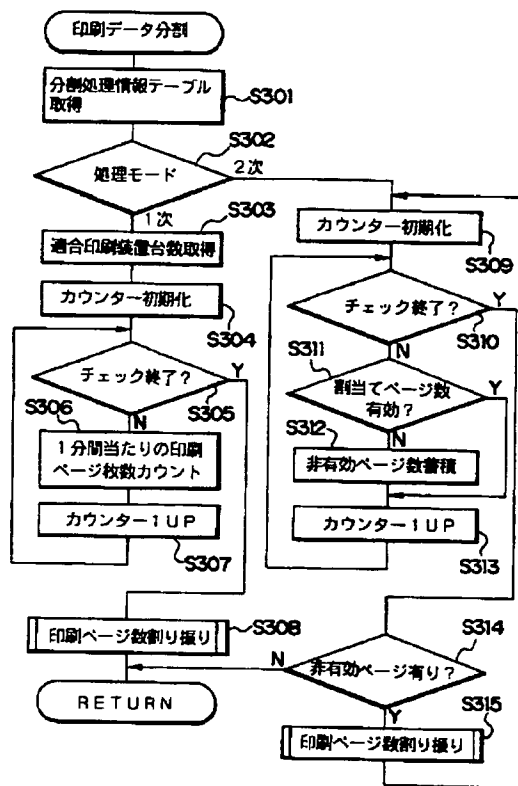 印刷データ分割
分割処理情報テーブル
取得
S301
S302
処理モード
2次
1次
S303
適合印刷装置台数取得
カウンター初期化
S304
チェック終了?
Y
S305
N
S306
1分間当たりの印刷
ページ枚数カウント
カウンター1UP
S307
印刷ページ数割り振り
S308
RETURN
カウンター初期化
S309
チェック終了?
Y
S310
N
S311
割当てページ数
有効?
Y
N
S312
非有効ページ数蓄積
カウンター1UP
S313
S314
非有効ページ有り?
N
Y
S315
印刷ページ数割り振り